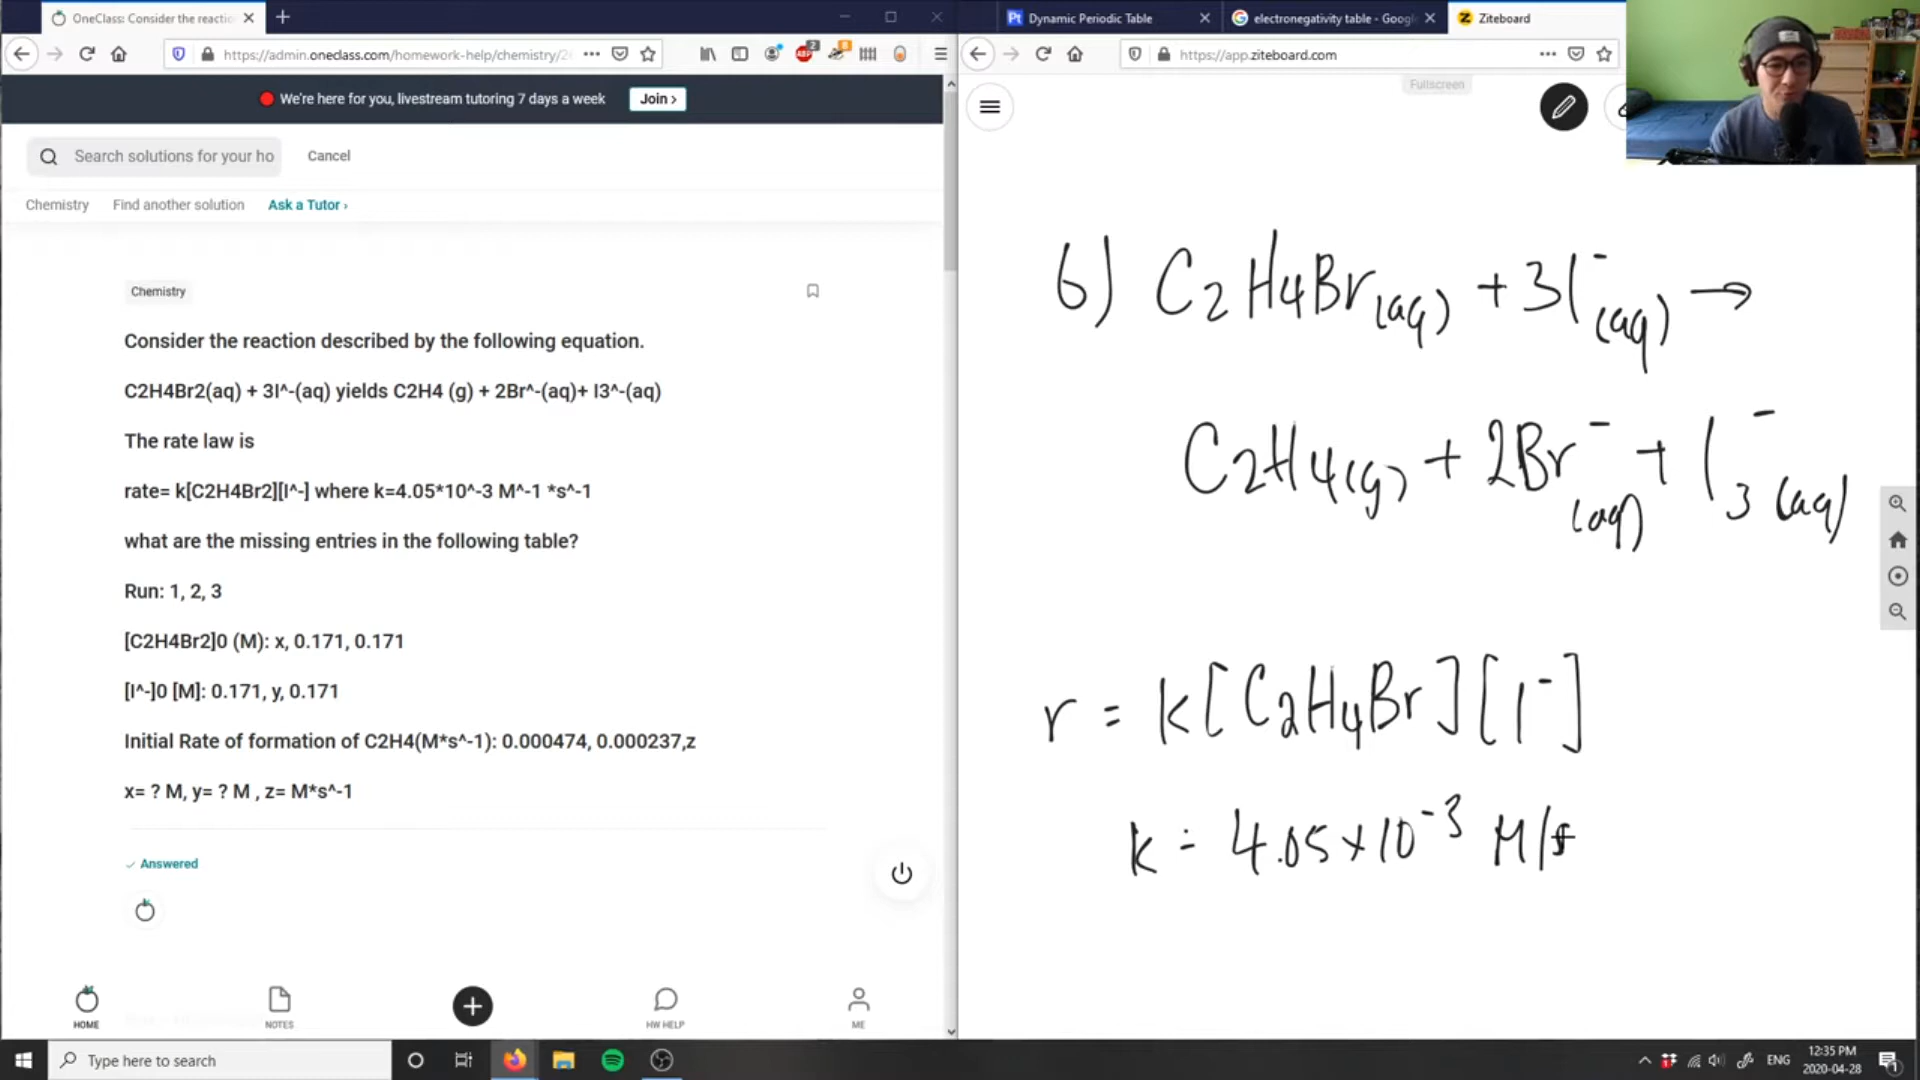 OneClass: Consider the reactio
https://admin.oneclass.com/homework-help/chemistry/2
We're here for you, livestream tutoring 7 days a week
Join ›
Search solutions for your ho
Cancel
Chemistry
Find another solution
Ask a Tutor ›
Chemistry
Consider the reaction described by the following equation.
C2H4Br2(aq) + 3I^-(aq) yields C2H4 (g) + 2Br^-(aq)+ I3^-(aq)
The rate law is
rate= k[C2H4Br2][I^-] where k=4.05*10^-3 M^-1 *s^-1
what are the missing entries in the following table?
Run: 1, 2, 3
[C2H4Br2]0 (M): x, 0.171, 0.171
[I^-]0 [M]: 0.171, y, 0.171
Initial Rate of formation of C2H4(M*s^-1): 0.000474, 0.000237,z
x= ? M, y= ? M , z= M*s^-1
Answered
HOME
NOTES
HW HELP
ME
Dynamic Periodic Table
electronegativity table - Googl
Ziteboard
https://app.ziteboard.com
Fullscreen
6) C2H4Br(aq) + 3I-(aq) →
C2H4(g) + 2Br-(aq) + I3-(aq)
r = k[C2H4Br][I-]
k = 4.05x10-3 M/s
Type here to search
ENG
12:35 PM
2020-04-28